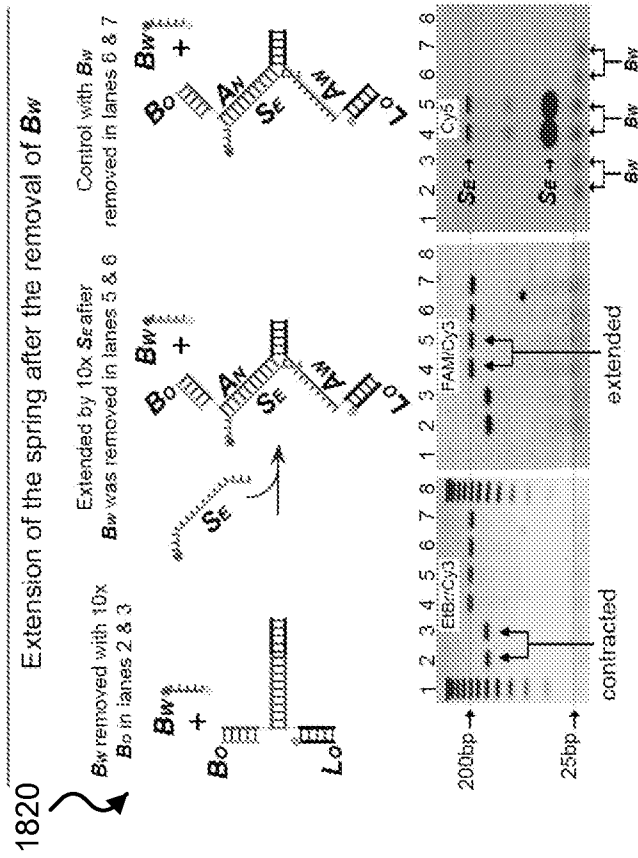 1820
Extension of the spring after the removal of Bw
Bw removed with 10x
Bo in lanes 2 & 3
Extended by 10x SE after
Bw was removed in lanes 5 & 6
Control with Bw
removed in lanes 6 & 7
Bw
+
Bo
Lo
SE
Bw
+
Bo
AN
SE
AW
Lo
Bw
+
Bo
AN
SE
AW
Lo
1 2 3 4 5 6 7 8
EtBr/Cy3
200bp→
25bp→
contracted
1 2 3 4 5 6 7 8
FAM/Cy3
extended
1 2 3 4 5 6 7 8
Cy5
SE→
SE→
Bw
Bw
Bw